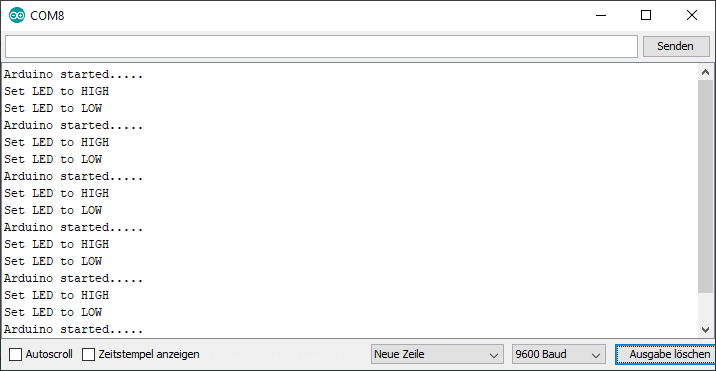 COM8
Senden
Arduino started.....
Set LED to HIGH
Set LED to LOW
Arduino started.....
Set LED to HIGH
Set LED to LOW
Arduino started.....
Set LED to HIGH
Set LED to LOW
Arduino started.....
Set LED to HIGH
Set LED to LOW
Arduino started.....
Set LED to HIGH
Set LED to LOW
Arduino started.....
Autoscroll Zeitstempel anzeigen Neue Zeile 9600 Baud Ausgabe löschen